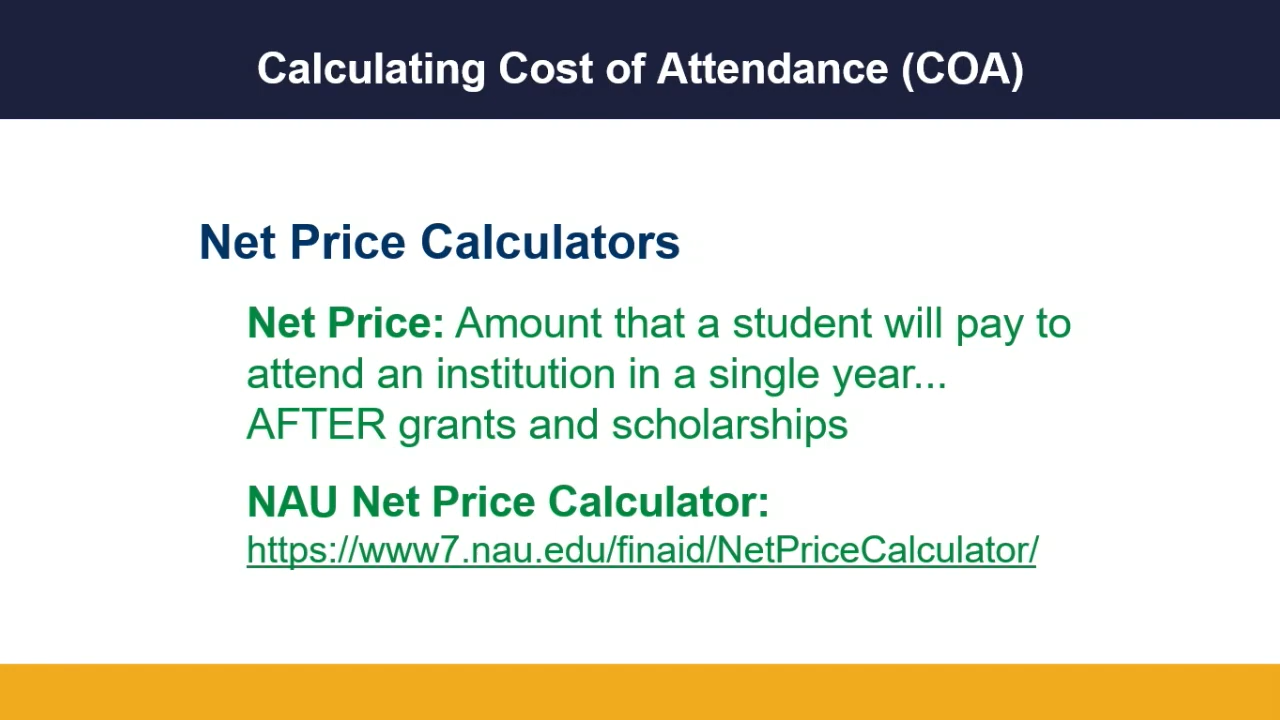 Calculating Cost of Attendance (COA)
Net Price Calculators
Net Price: Amount that a student will pay to
attend an institution in a single year...
AFTER grants and scholarships
NAU Net Price Calculator:
https://www7.nau.edu/finaid/NetPriceCalculator/